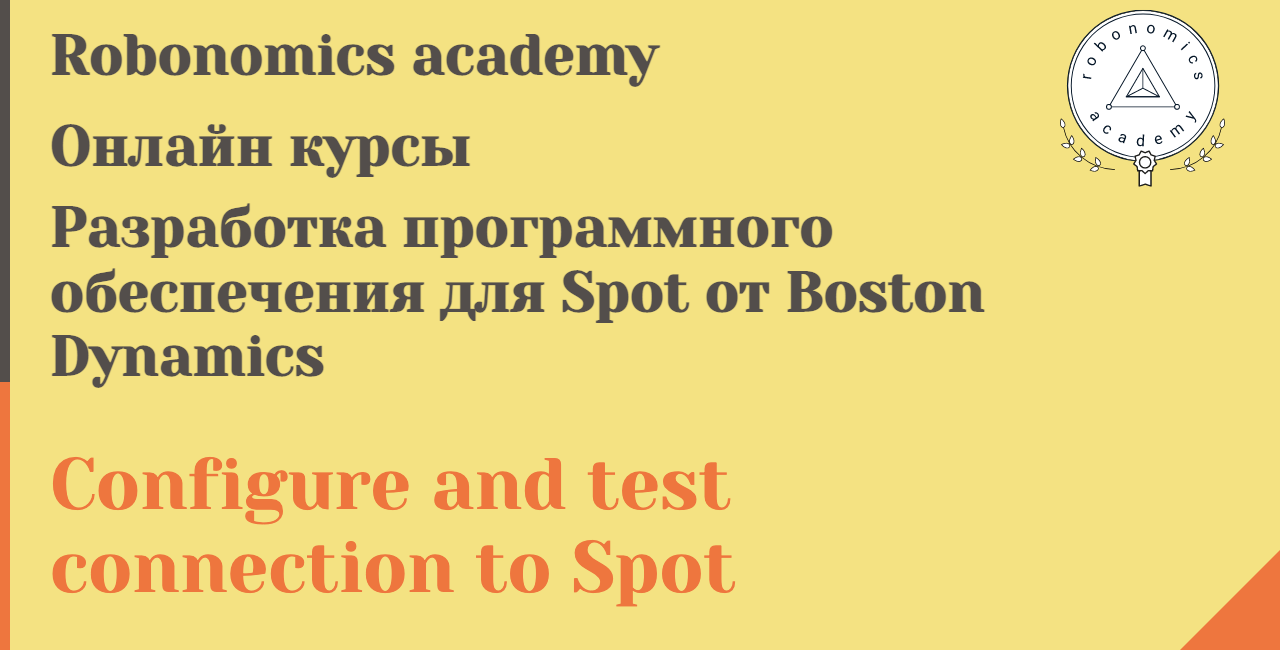 Robonomics academy
Онлайн курсы
Разработка программного
обеспечения для Spot от Boston
Dynamics
Configure and test
connection to Spot
robonomics
academy